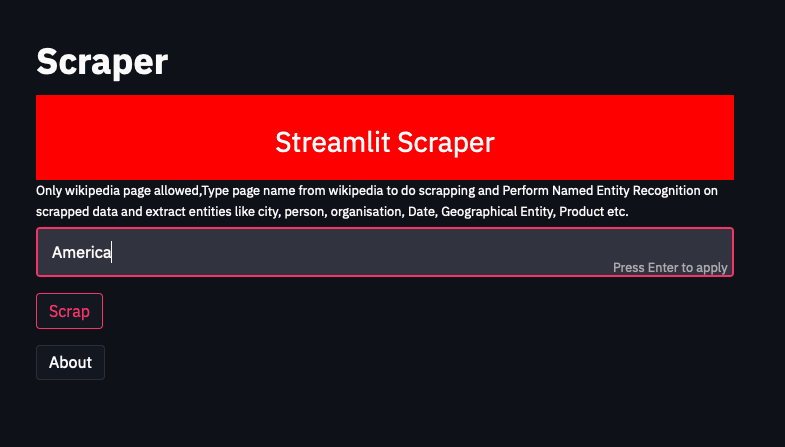 Scraper
Streamlit Scraper
Only wikipedia page allowed,Type page name from wikipedia to do scrapping and Perform Named Entity Recognition on
scrapped data and extract entities like city, person, organisation, Date, Geographical Entity, Product etc.
America
Press Enter to apply
Scrap
About